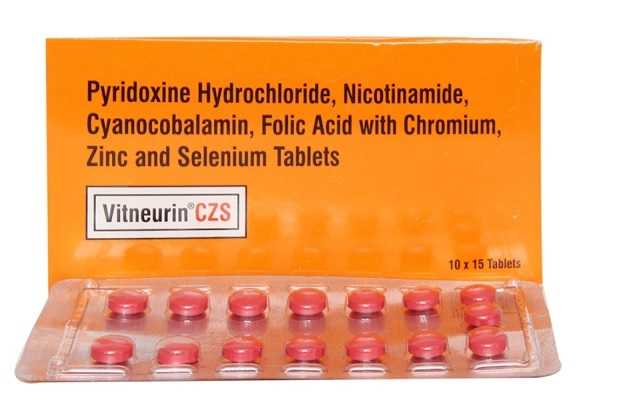 Pyridoxine Hydrochloride, Nicotinamide,
Cyanocobalamin, Folic Acid with Chromium,
Zinc and Selenium Tablets
Vitneurin® CZS
10 x 15 Tablets